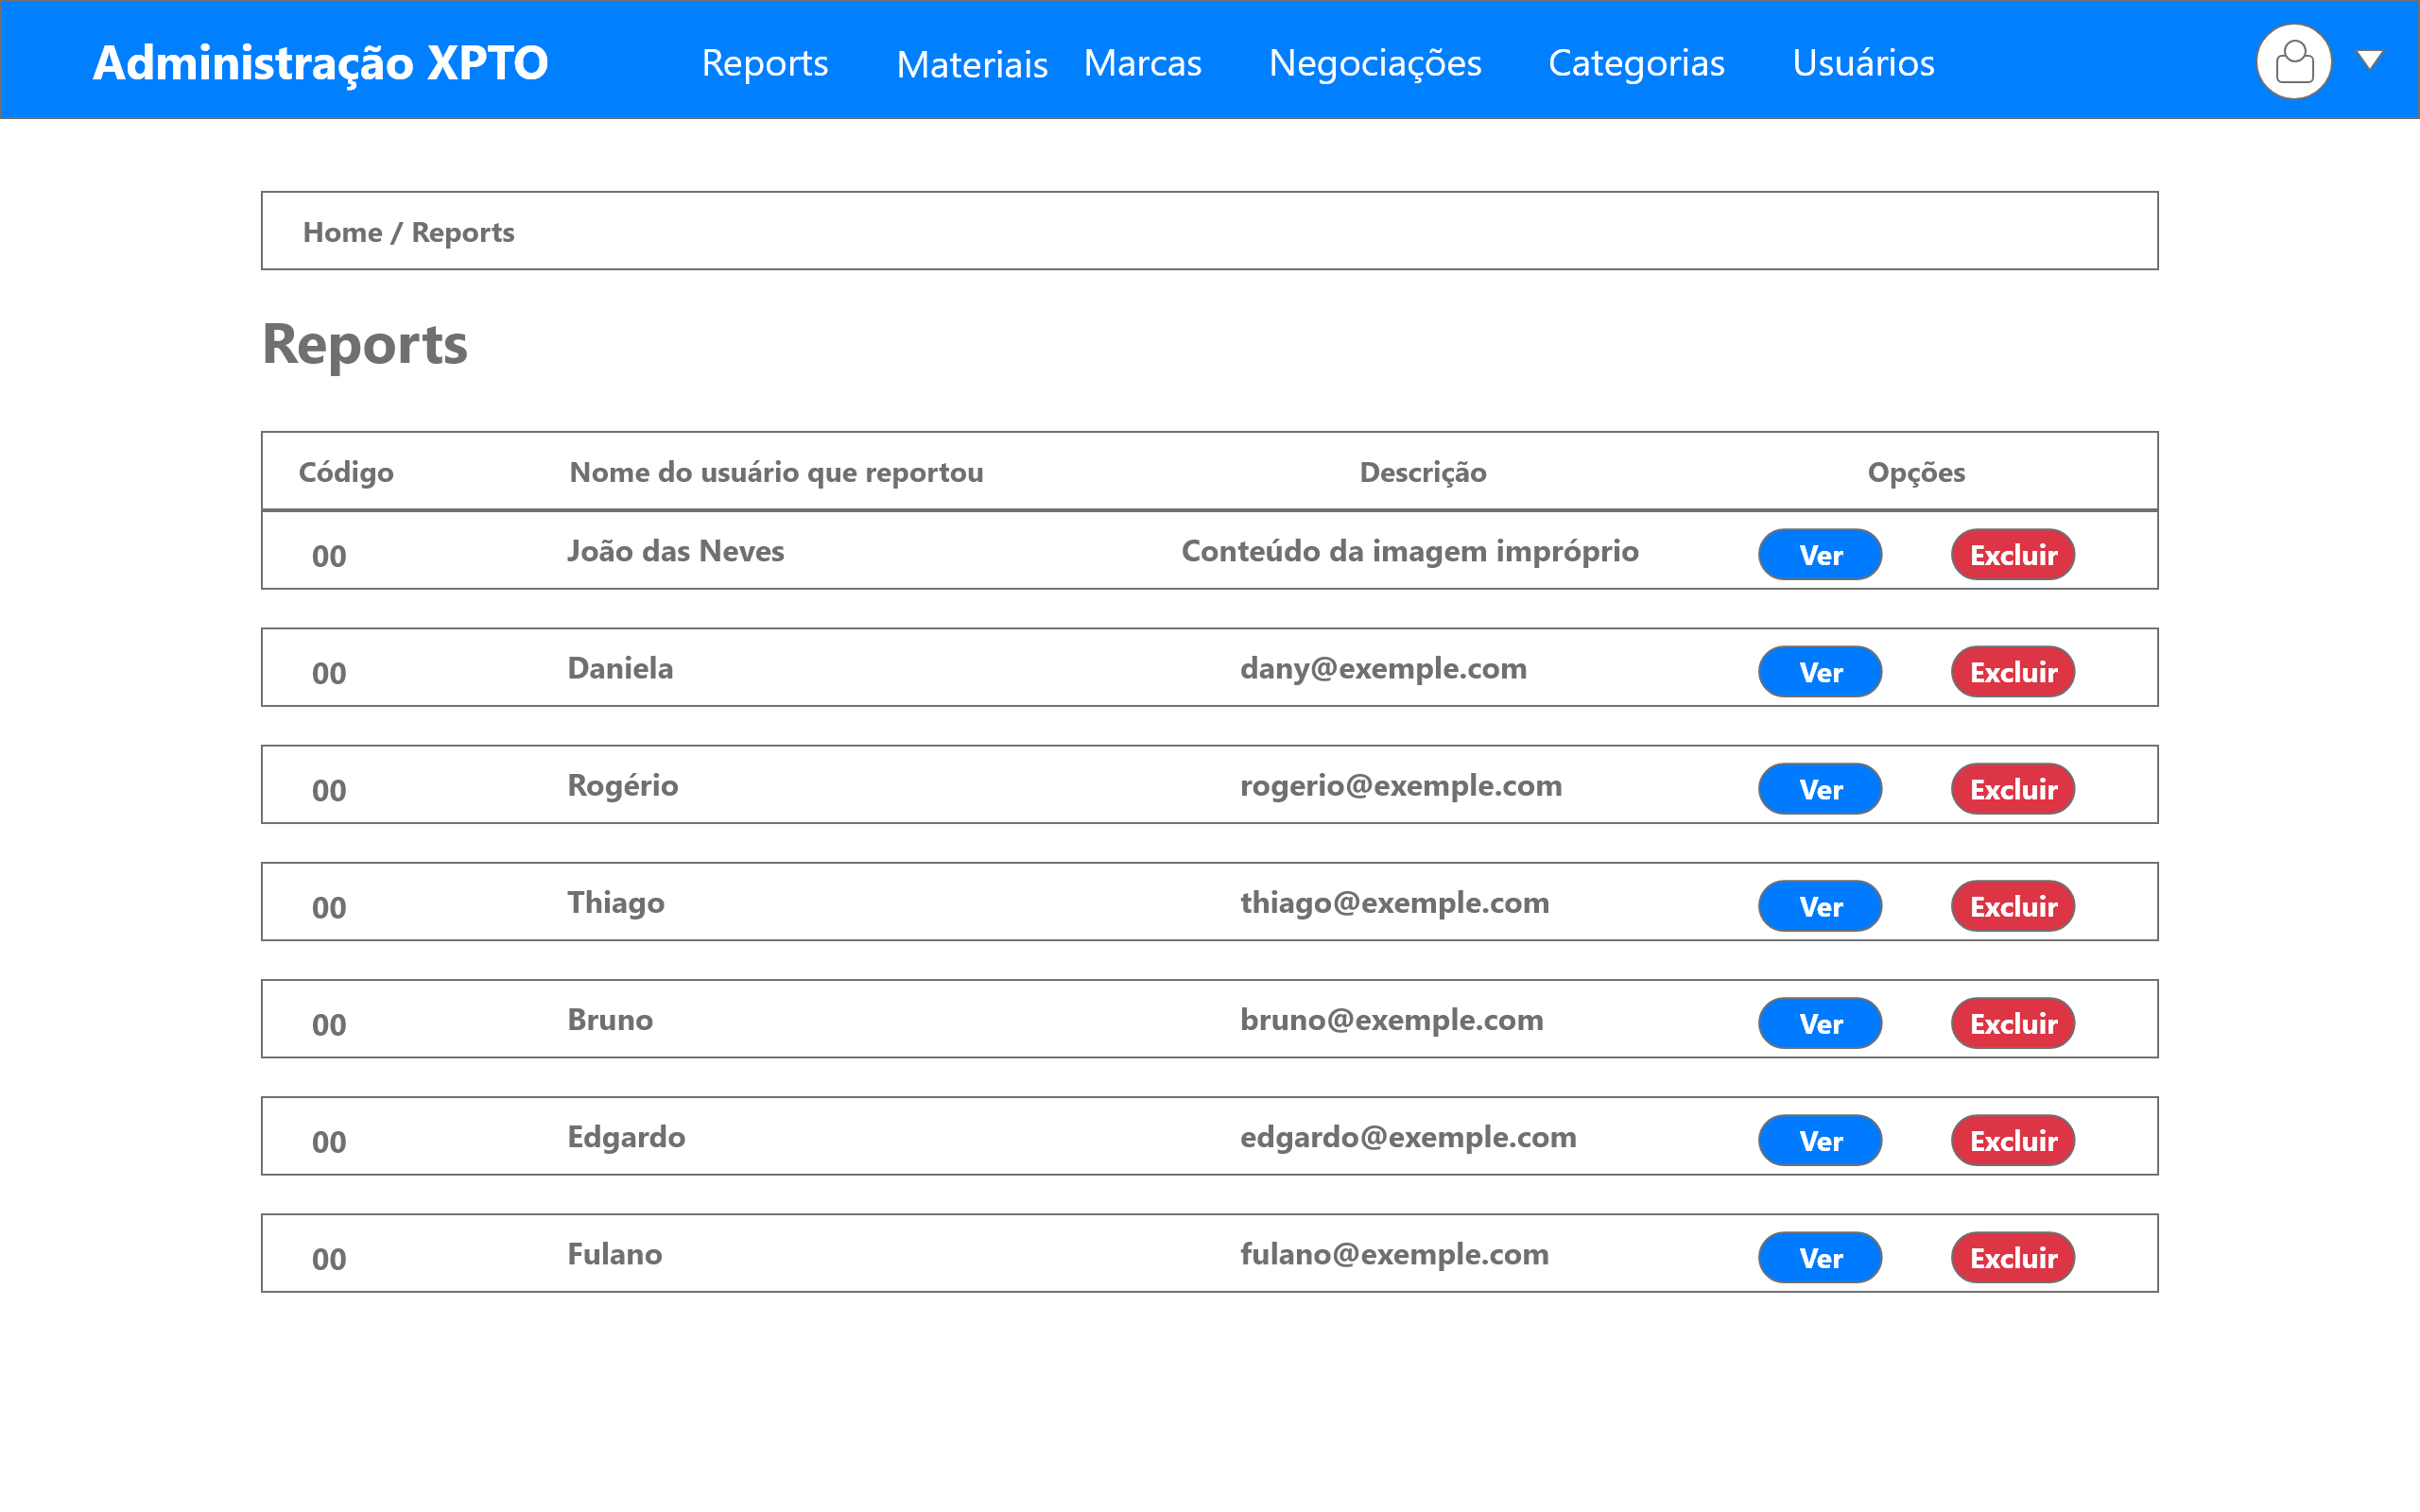 Administração XPTO Reports Materiais Marcas Negociações Categorias Usuários
Home / Reports
Reports
Código Nome do usuário que reportou Descrição Opções
00 João das Neves Conteúdo da imagem impróprio Ver Excluir
00 Daniela dany@exemple.com Ver Excluir
00 Rogério rogerio@exemple.com Ver Excluir
00 Thiago thiago@exemple.com Ver Excluir
00 Bruno bruno@exemple.com Ver Excluir
00 Edgardo edgardo@exemple.com Ver Excluir
00 Fulano fulano@exemple.com Ver Excluir